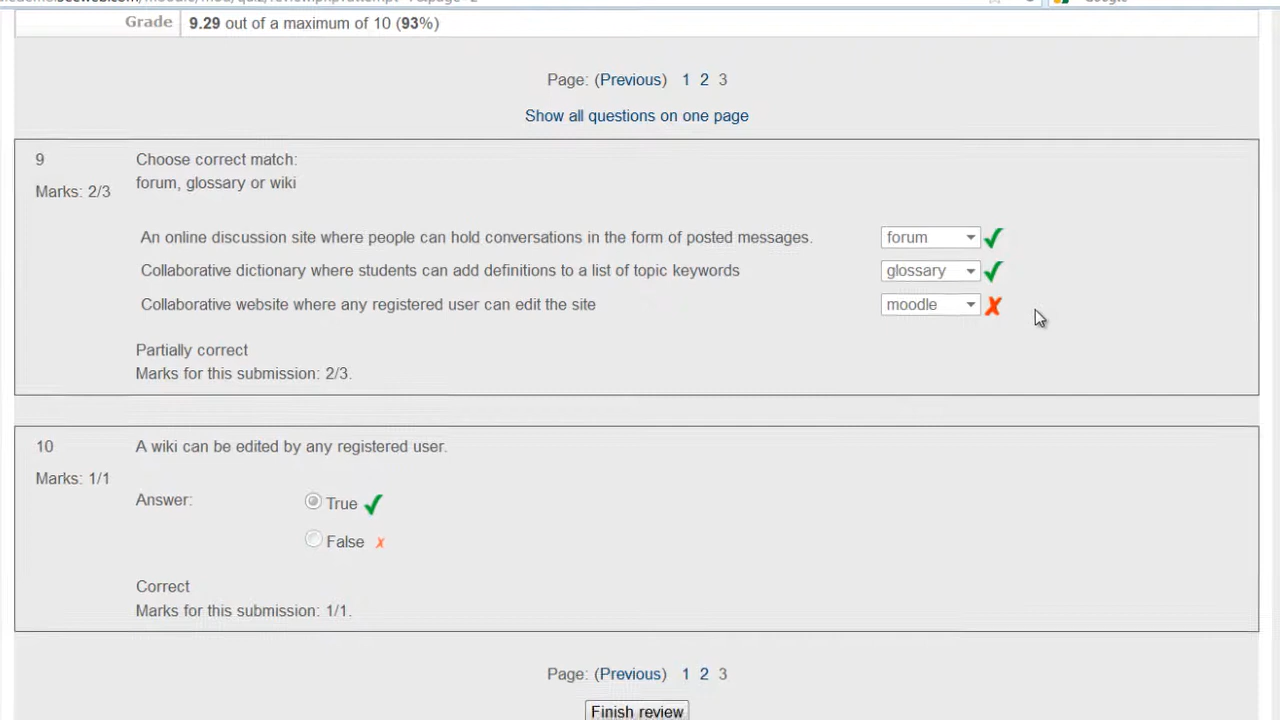 Grade 9.29 out of a maximum of 10 (93%)
Page: (Previous) 1 2 3
Show all questions on one page
9 Choose correct match:
Marks: 2/3 forum, glossary or wiki
An online discussion site where people can hold conversations in the form of posted messages. forum
Collaborative dictionary where students can add definitions to a list of topic keywords glossary
Collaborative website where any registered user can edit the site moodle
Partially correct
Marks for this submission: 2/3.
10 A wiki can be edited by any registered user.
Marks: 1/1
Answer: True
False
Correct
Marks for this submission: 1/1.
Page: (Previous) 1 2 3
Finish review